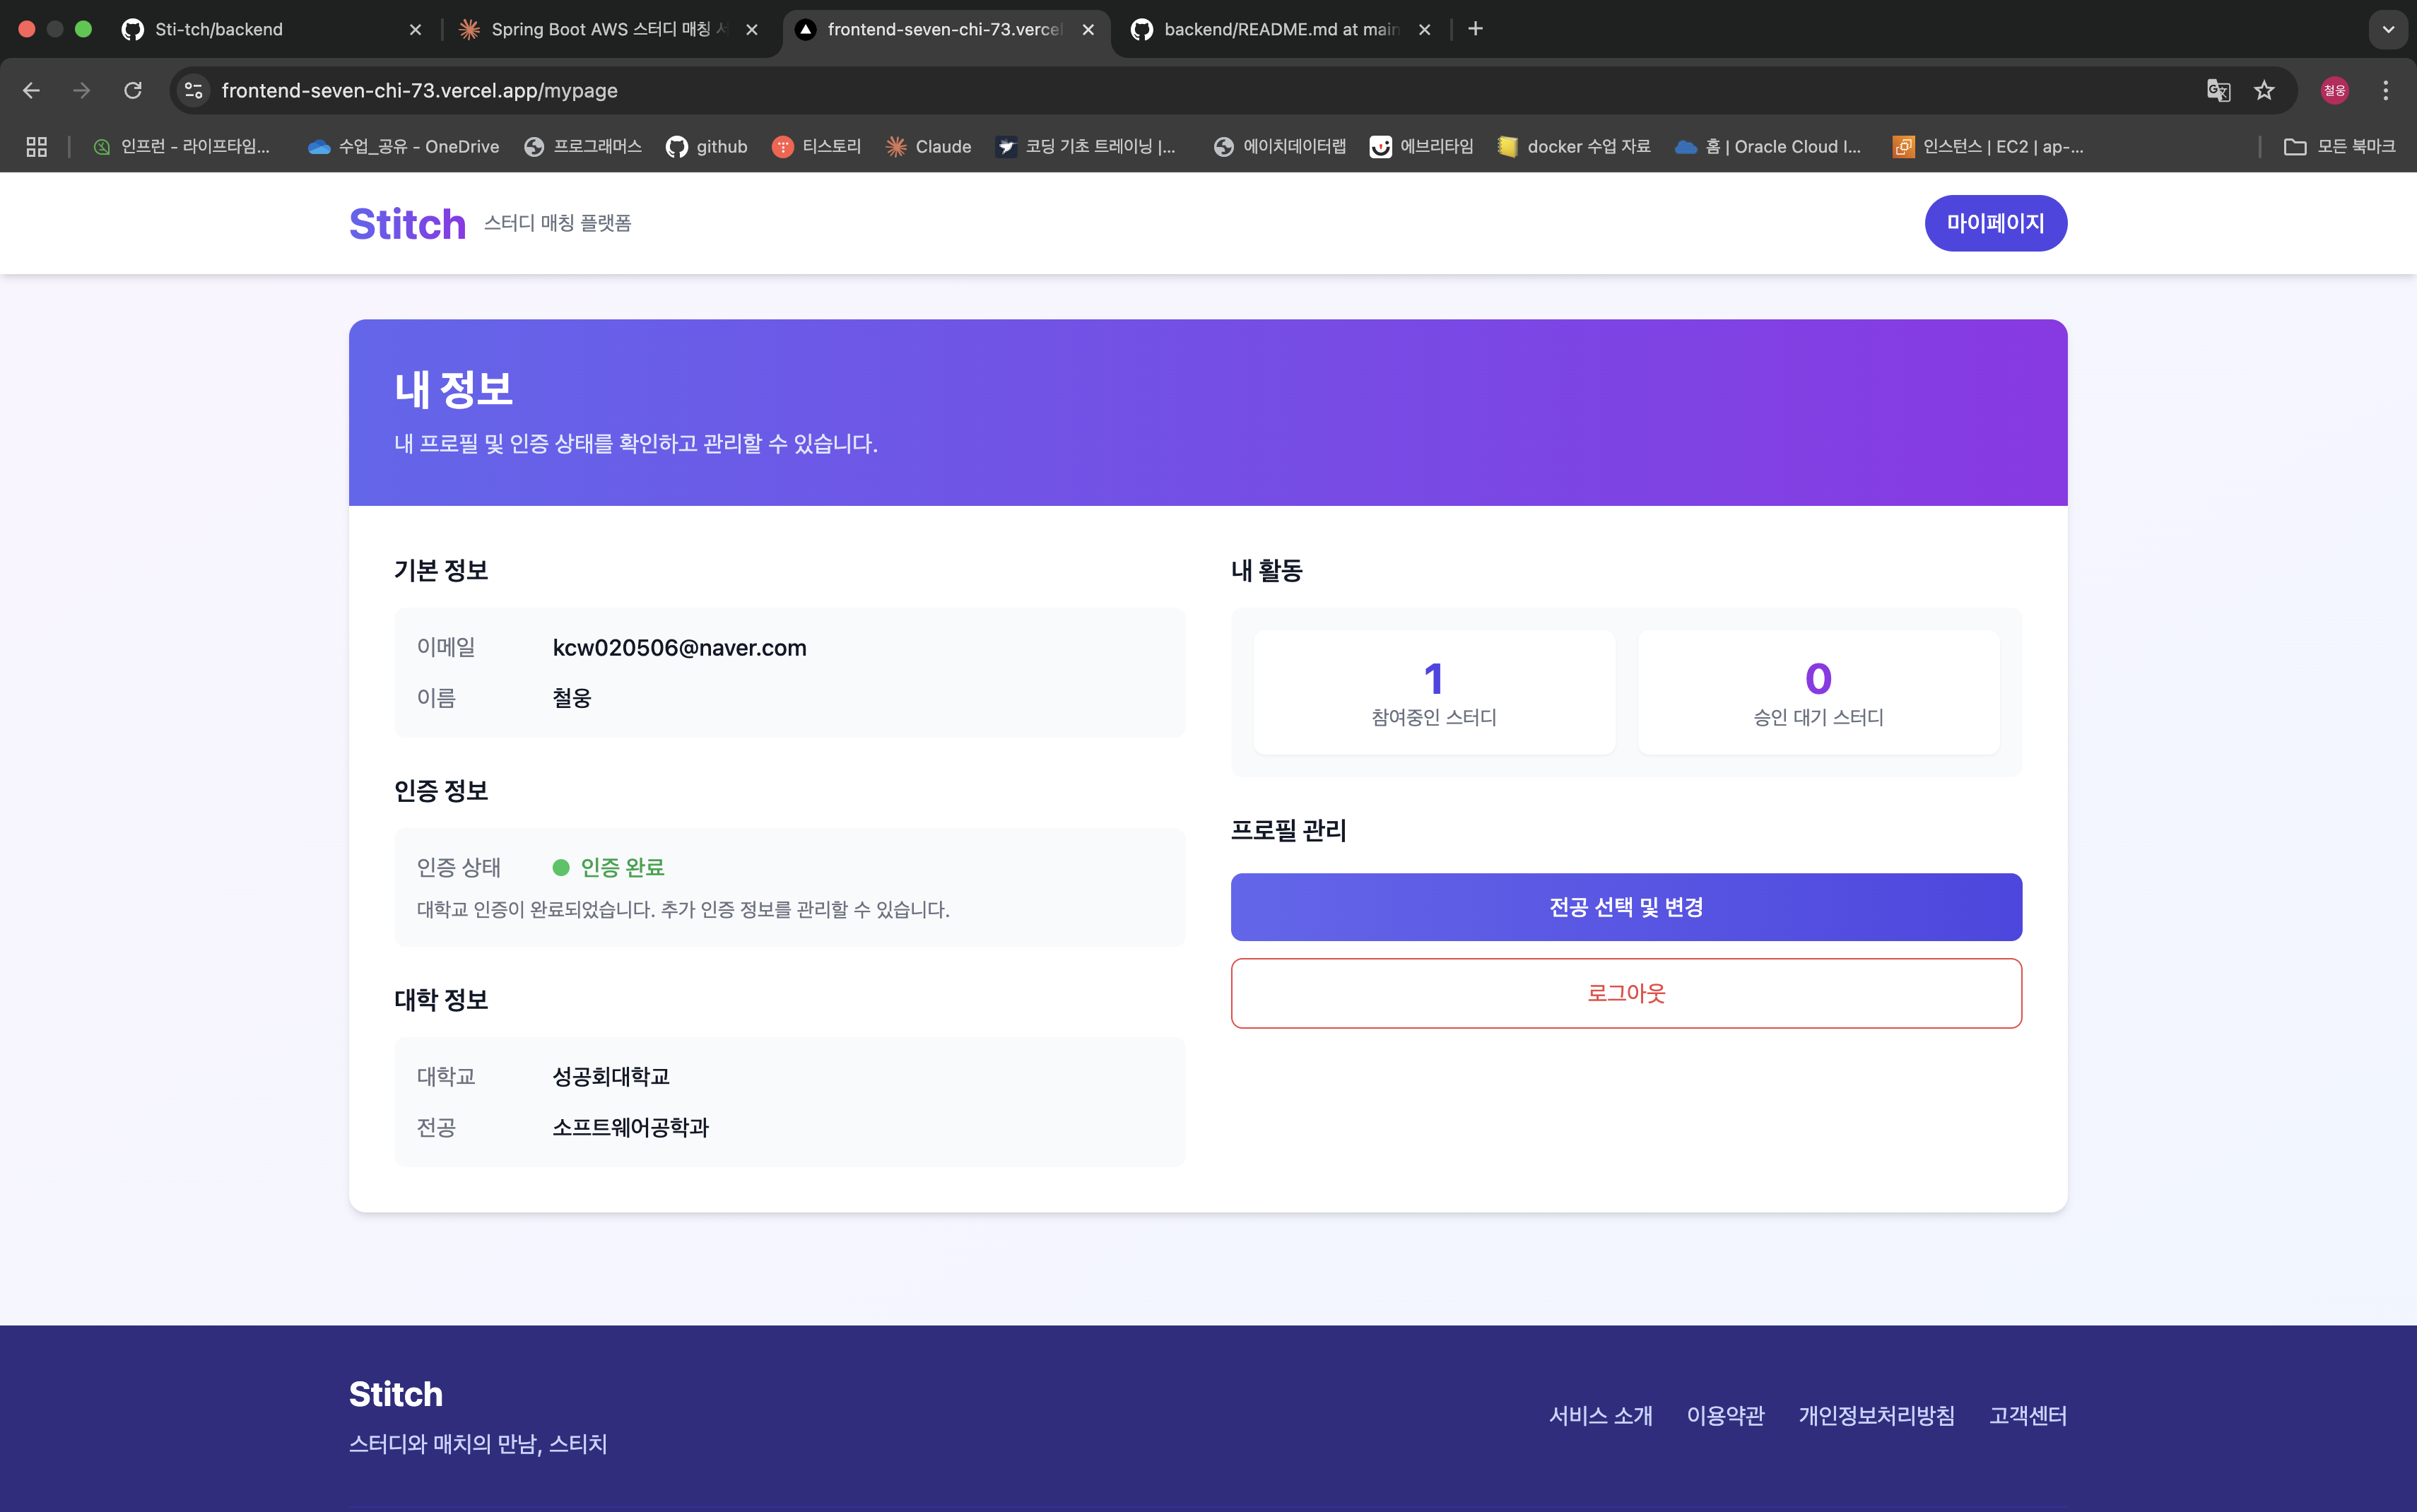 Sti-tch/backend
Spring Boot AWS 스터디 매칭 서
frontend-seven-chi-73.vercel
backend/README.md at main
frontend-seven-chi-73.vercel.app/mypage
철웅
인프런 - 라이프타임...
수업_공유 - OneDrive
프로그래머스
github
티스토리
Claude
코딩 기초 트레이닝 |...
에이치데이터랩
에브리타임
docker 수업 자료
홈 | Oracle Cloud I...
인스턴스 | EC2 | ap-...
모든 북마크
Stitch
스터디 매칭 플랫폼
마이페이지
내 정보
내 프로필 및 인증 상태를 확인하고 관리할 수 있습니다.
기본 정보
이메일 kcw020506@naver.com
이름 철웅
인증 정보
인증 상태 인증 완료
대학교 인증이 완료되었습니다. 추가 인증 정보를 관리할 수 있습니다.
대학 정보
대학교 성공회대학교
전공 소프트웨어공학과
내 활동
1
참여중인 스터디
0
승인 대기 스터디
프로필 관리
전공 선택 및 변경
로그아웃
Stitch
스터디와 매치의 만남, 스티치
서비스 소개
이용약관
개인정보처리방침
고객센터